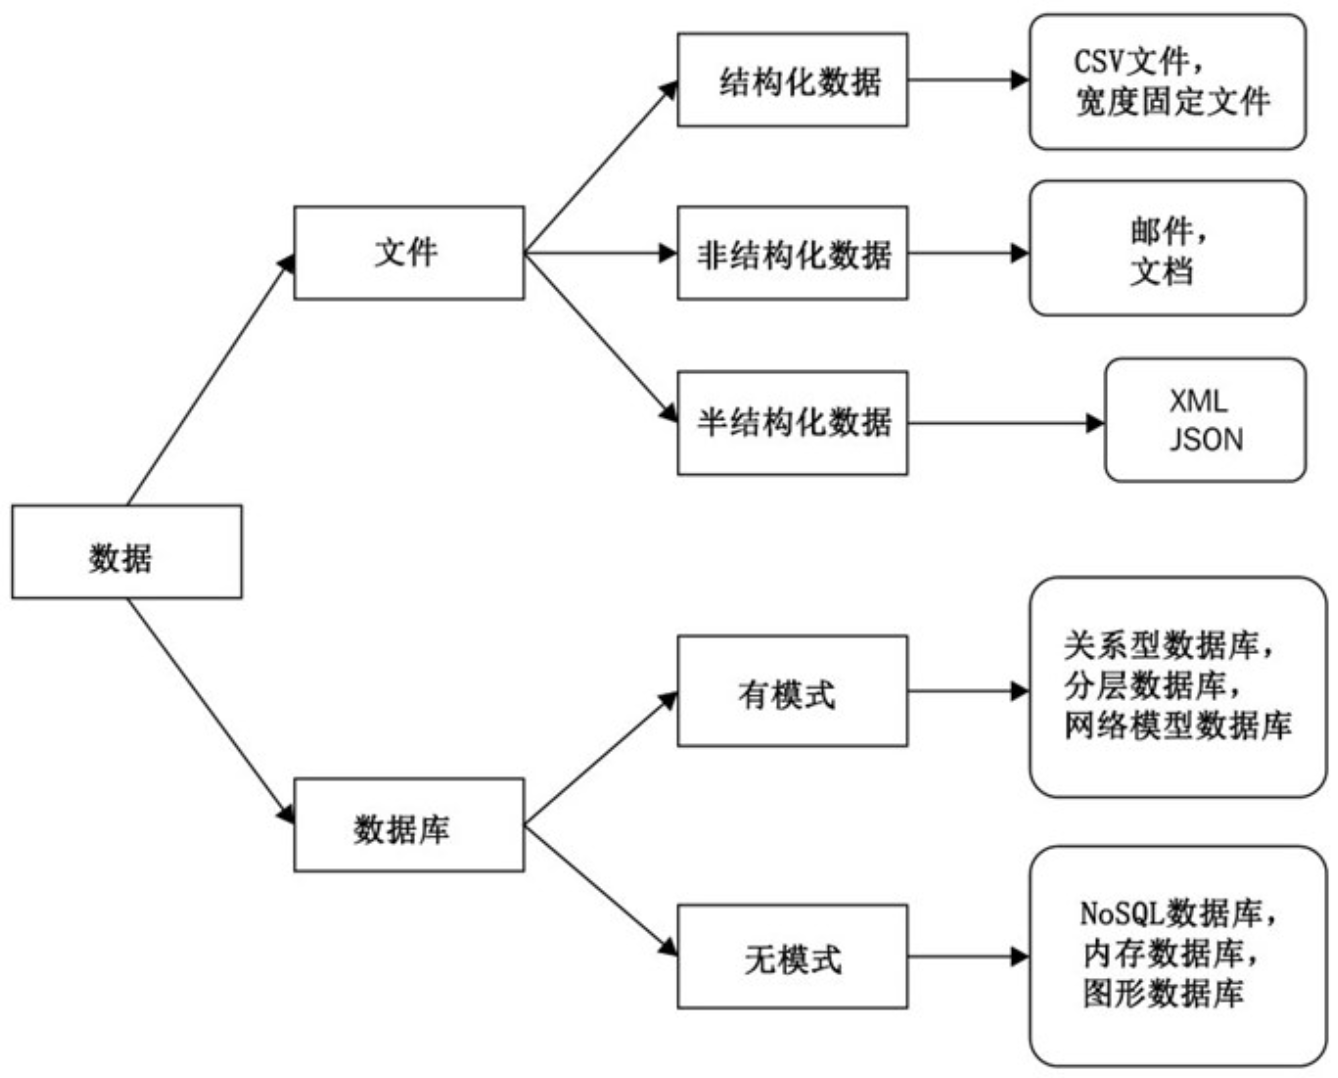 结构化数据
CSV文件，
宽度固定文件
文件
非结构化数据
邮件，
文档
半结构化数据
XML
JSON
数据
有模式
关系型数据库，
分层数据库，
网络模型数据库
数据库
无模式
NoSQL数据库，
内存数据库，
图形数据库